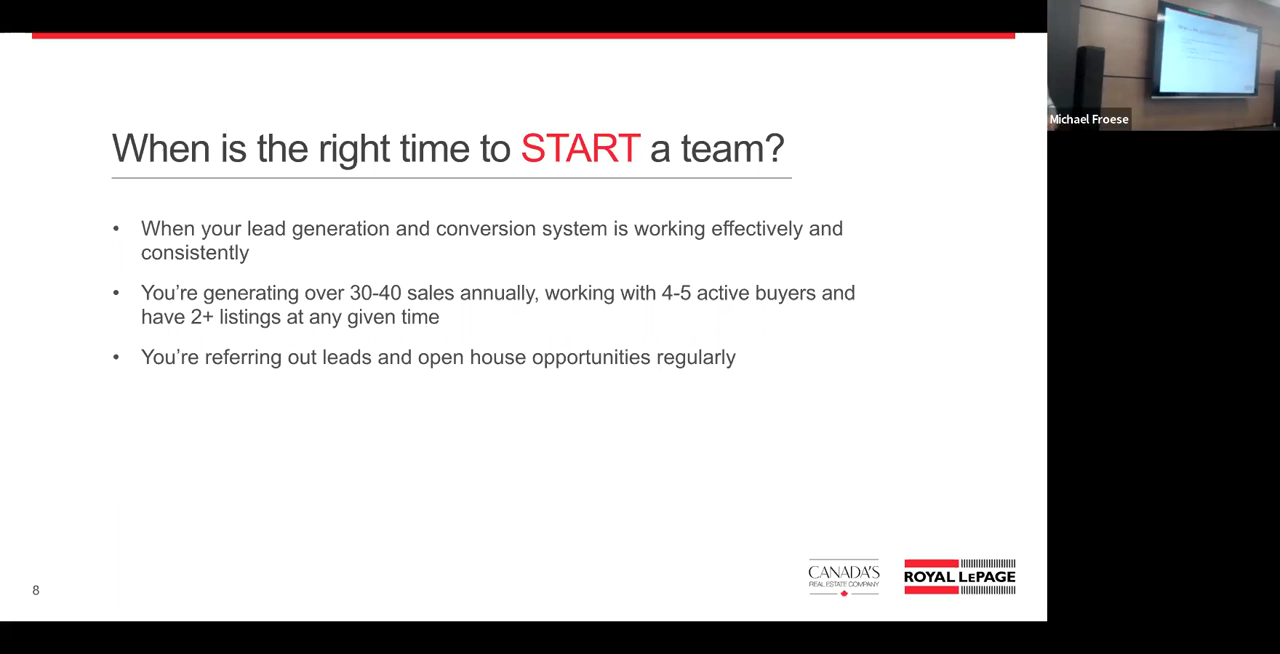 When is the right time to START a team?
• When your lead generation and conversion system is working effectively and
consistently
• You’re generating over 30-40 sales annually, working with 4-5 active buyers and
have 2+ listings at any given time
• You’re referring out leads and open house opportunities regularly
8
CANADA'S
REAL ESTATE COMPANY
ROYAL LEPAGE
Michael Froese